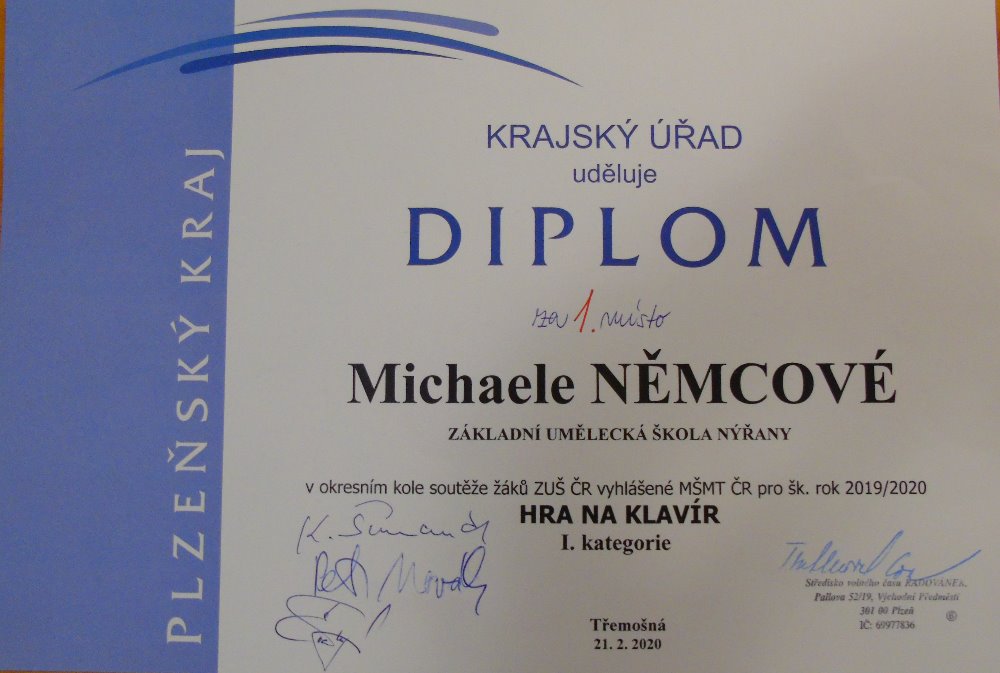 PLZEŇSKÝ KRAJ
KRAJSKÝ ÚŘAD
uděluje
DIPLOM
za 1. místo
Michaele NĚMCOVÉ
ZÁKLADNÍ UMĚLECKÁ ŠKOLA NÝŘANY
v okresním kole soutěže žáků ZUŠ ČR vyhlášené MŠMT ČR pro šk. rok 2019/2020
HRA NA KLAVÍR
I. kategorie
Středisko volného času RADOVÁNEK,
Pallova 52/19, Východní Předměstí
301 00 Plzeň
IČ: 69977836
Třemošná
21. 2. 2020